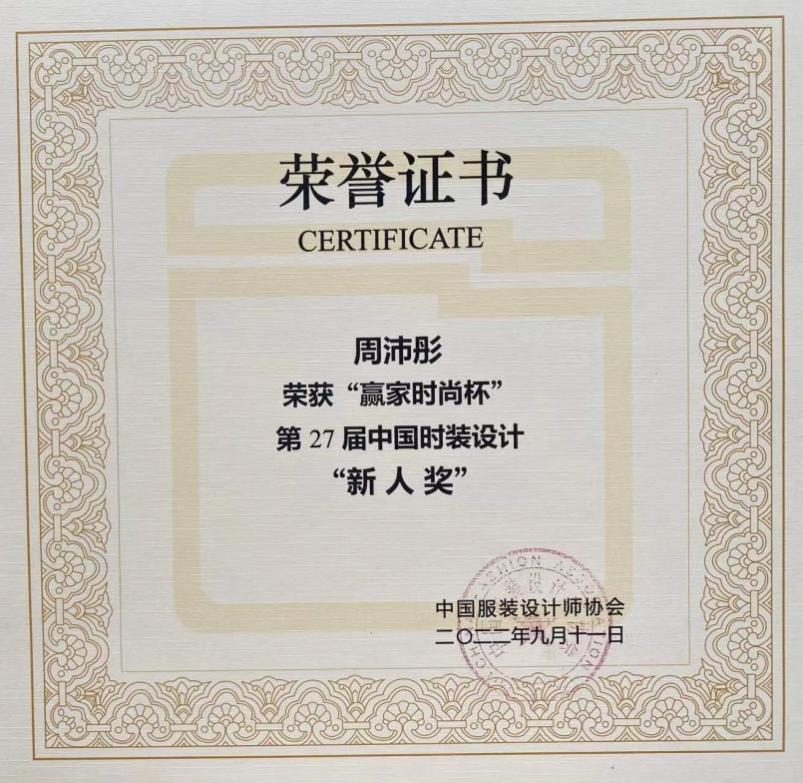 荣誉证书
CERTIFICATE
周沛彤
荣获“赢家时尚杯”
第 27 届中国时装设计
“新 人 奖”
中国服装设计师协会
二〇二二年九月十一日